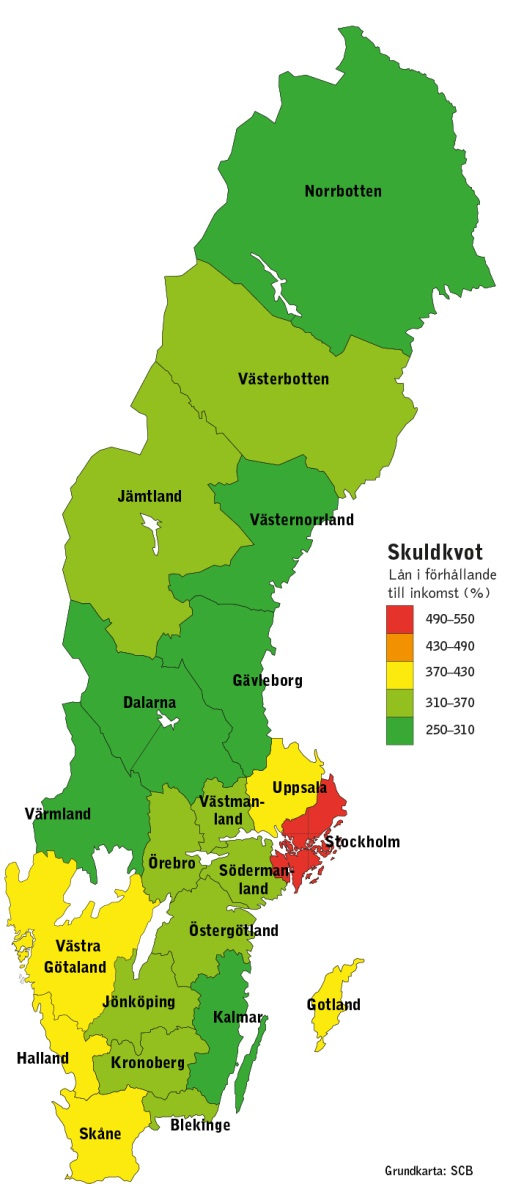 Norrbotten
Västerbotten
Jämtland
Västernorrland
Skuldkvot
Lån i förhållande
till inkomst (%)
490–550
430–490
370–430
310–370
250–310
Gävleborg
Dalarna
Uppsala
Västman-
land
Värmland
Stockholm
Örebro
Söderman-
land
Östergötland
Västra
Götaland
Jönköping
Gotland
Kalmar
Halland
Kronoberg
Blekinge
Skåne
Grundkarta: SCB